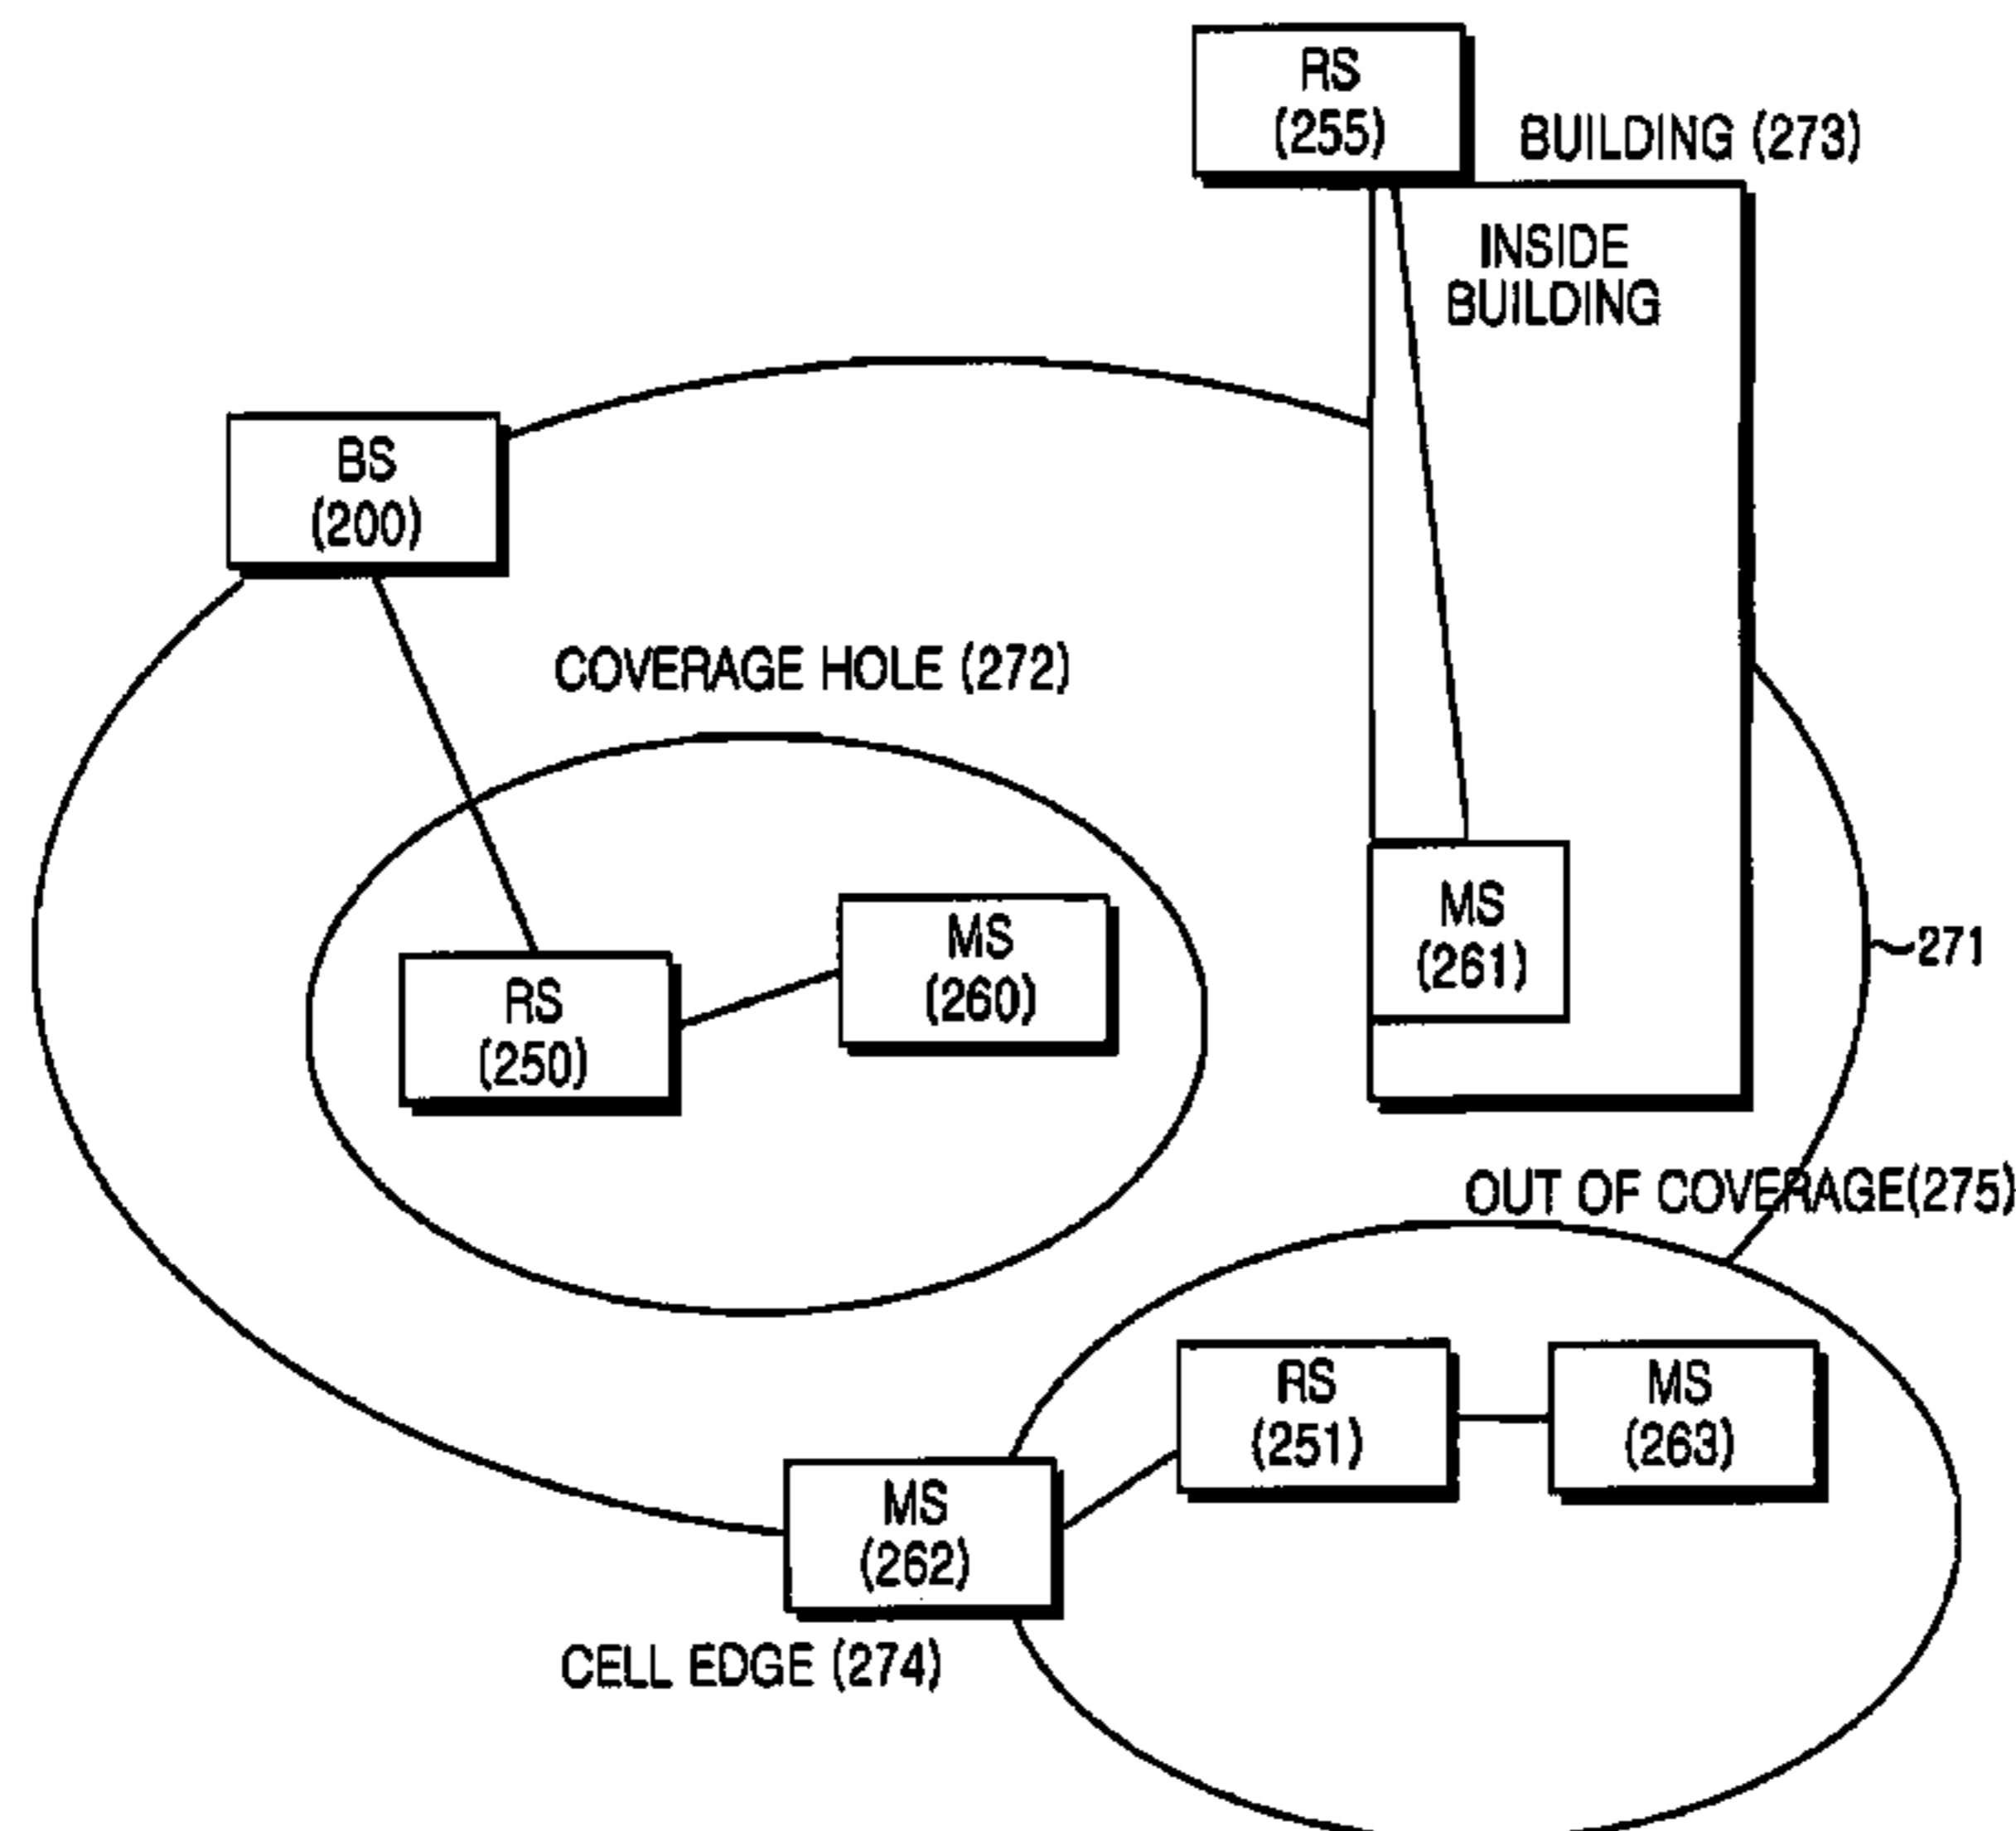 RS
(255)
BUILDING (273)
INSIDE
BUILDING
BS
(200)
COVERAGE HOLE (272)
MS
(260)
MS
(261)
271
RS
(250)
OUT OF COVERAGE(275)
RS
(251)
MS
(263)
MS
(262)
CELL EDGE (274)